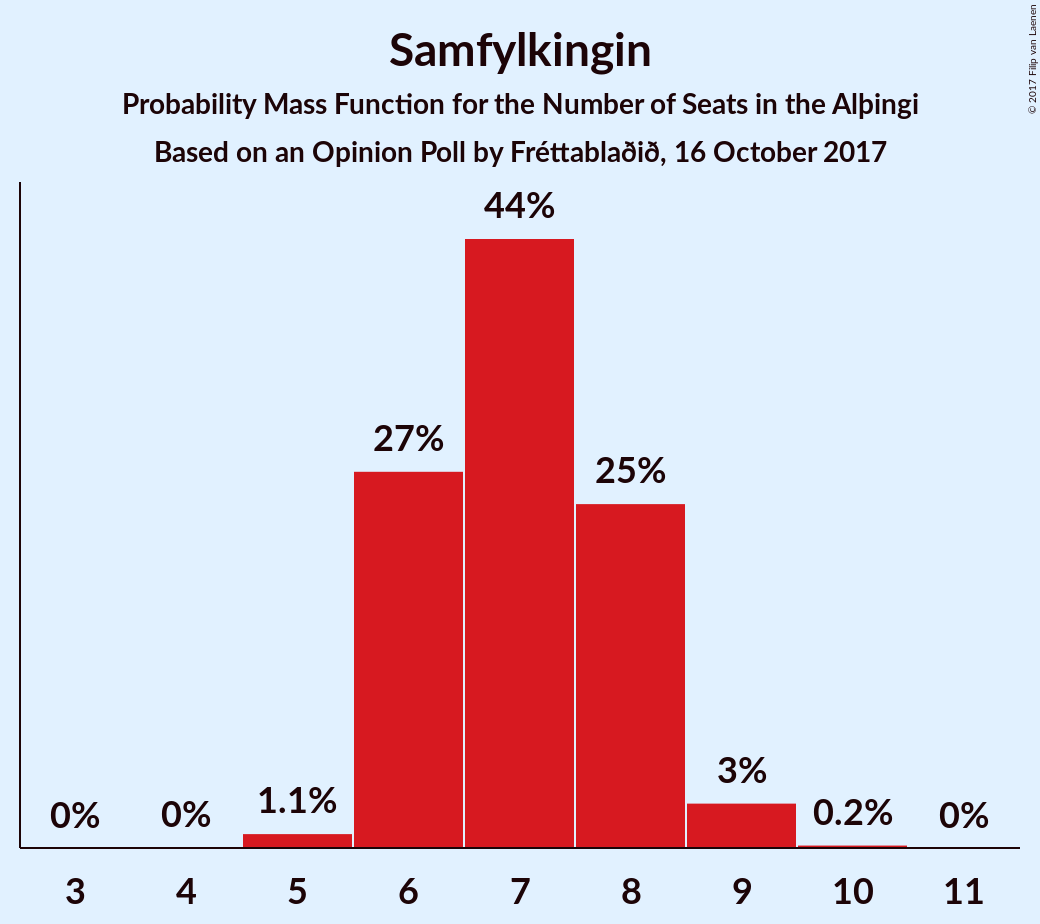 Samfylkingin
Probability Mass Function for the Number of Seats in the Alþingi
Based on an Opinion Poll by Fréttablaðið, 16 October 2017
© 2017 Filip van Laenen
44%
27%
25%
3%
1.1%
0.2%
0%
0%
0%
3 4 5 6 7 8 9 10 11